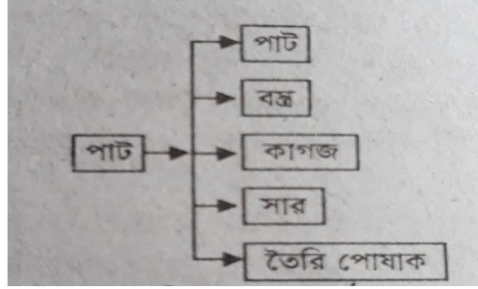 পাট
বস্ত্র
পাট
কাগজ
সার
তৈরি পোষাক